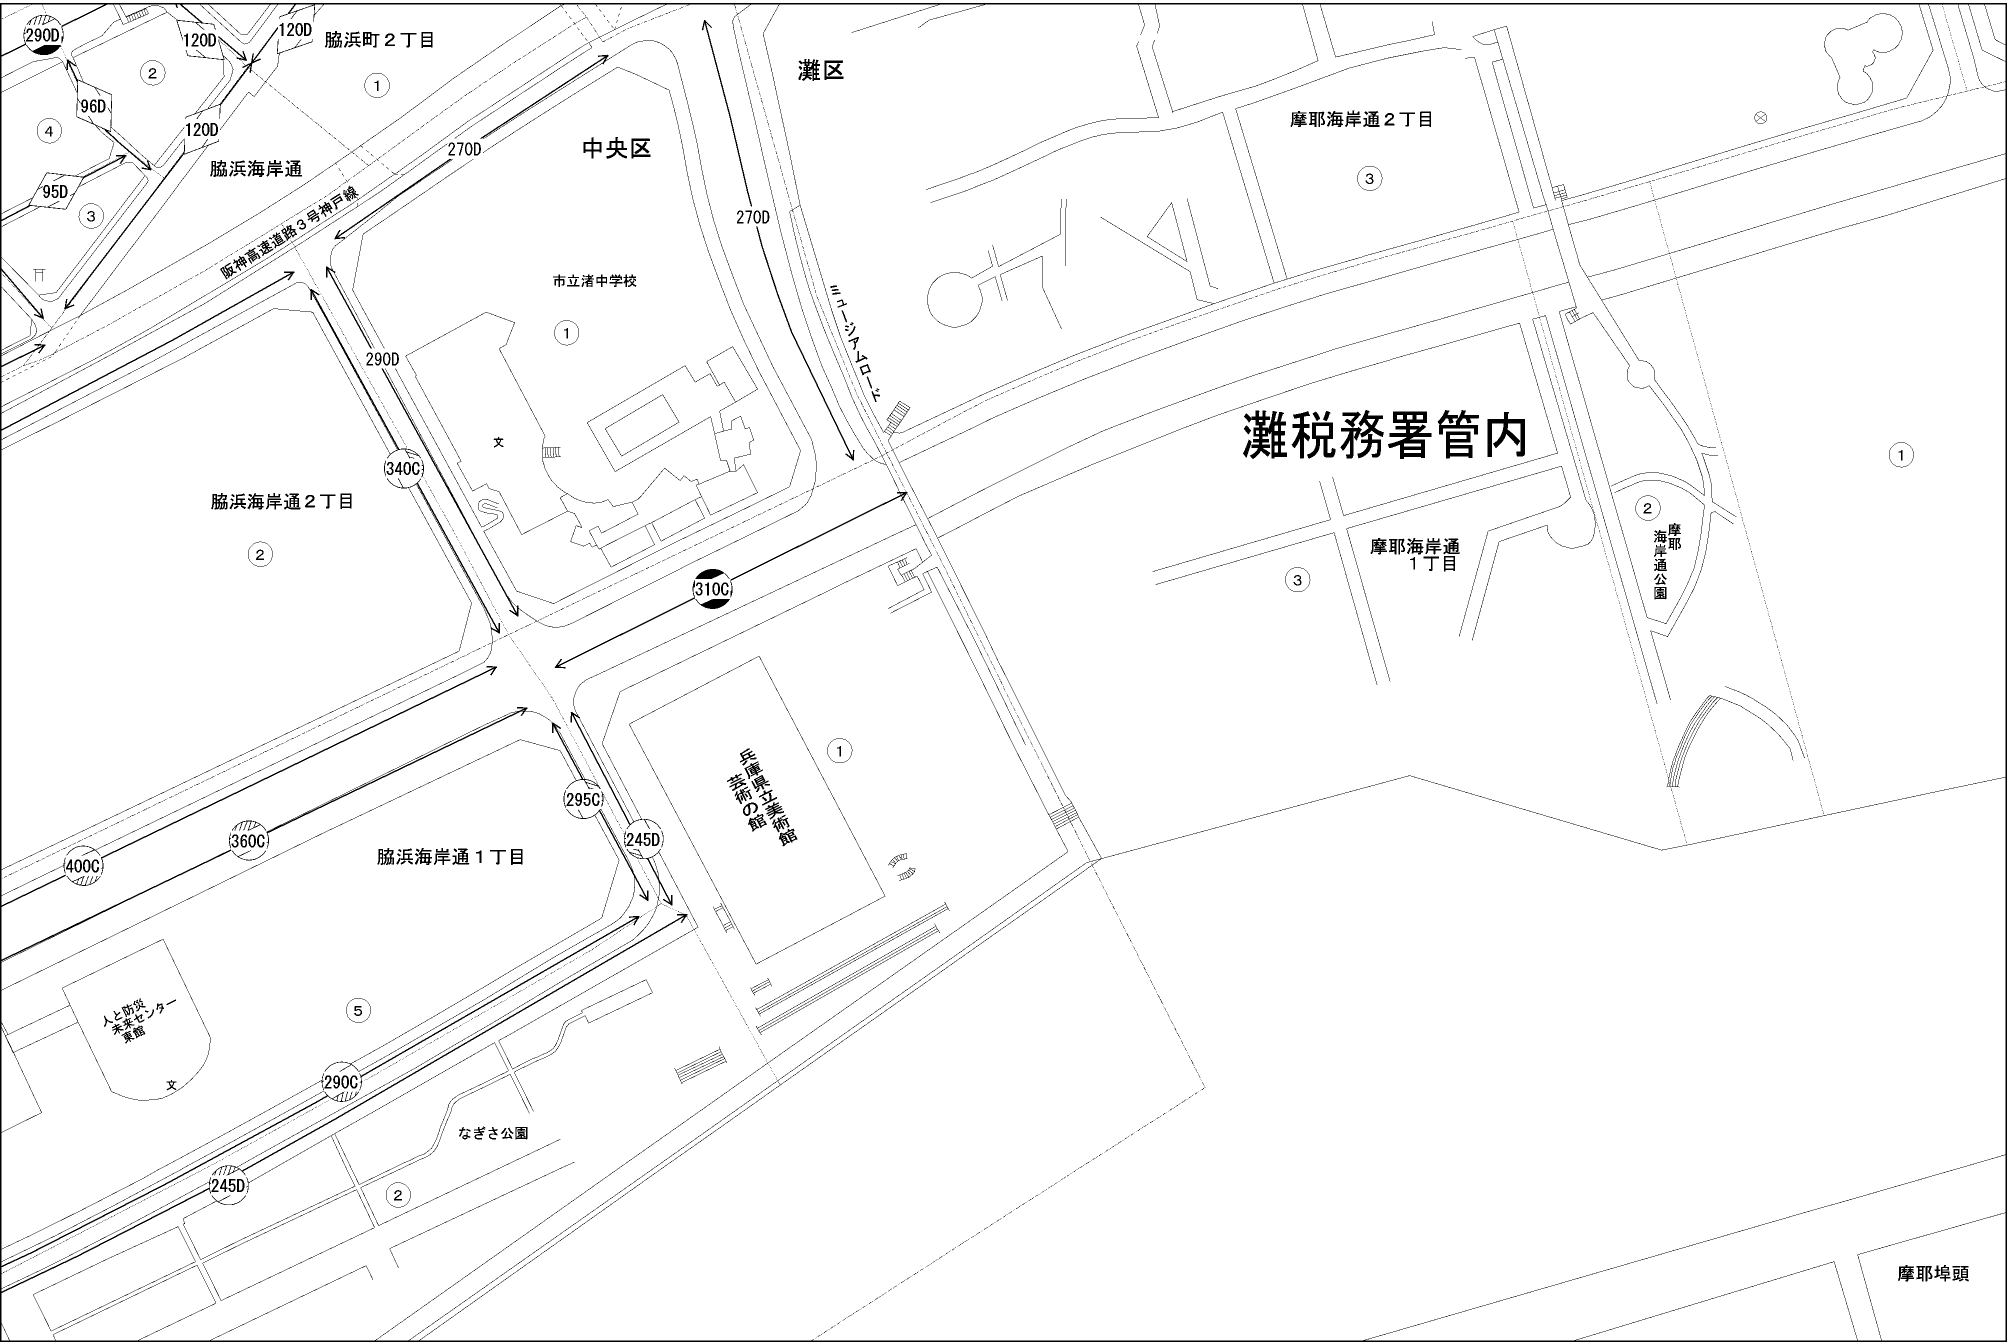 290D
120D
120D
脇浜町２丁目
②
①
灘区
96D
④
120D
270D
中央区
摩耶海岸通２丁目
③
脇浜海岸通
95D
③
270D
阪神高速道路３号神戸線
市立渚中学校
①
ミュージアムロード
290D
文
340C
灘税務署管内
①
脇浜海岸通２丁目
②
②
摩耶
海岸通公園
摩耶海岸通
１丁目
③
310C
兵庫県立美術館
芸術の館
①
295C
245D
360C
400C
脇浜海岸通１丁目
人と防災
未来センター
東館
文
⑤
290C
なぎさ公園
245D
②
摩耶埠頭